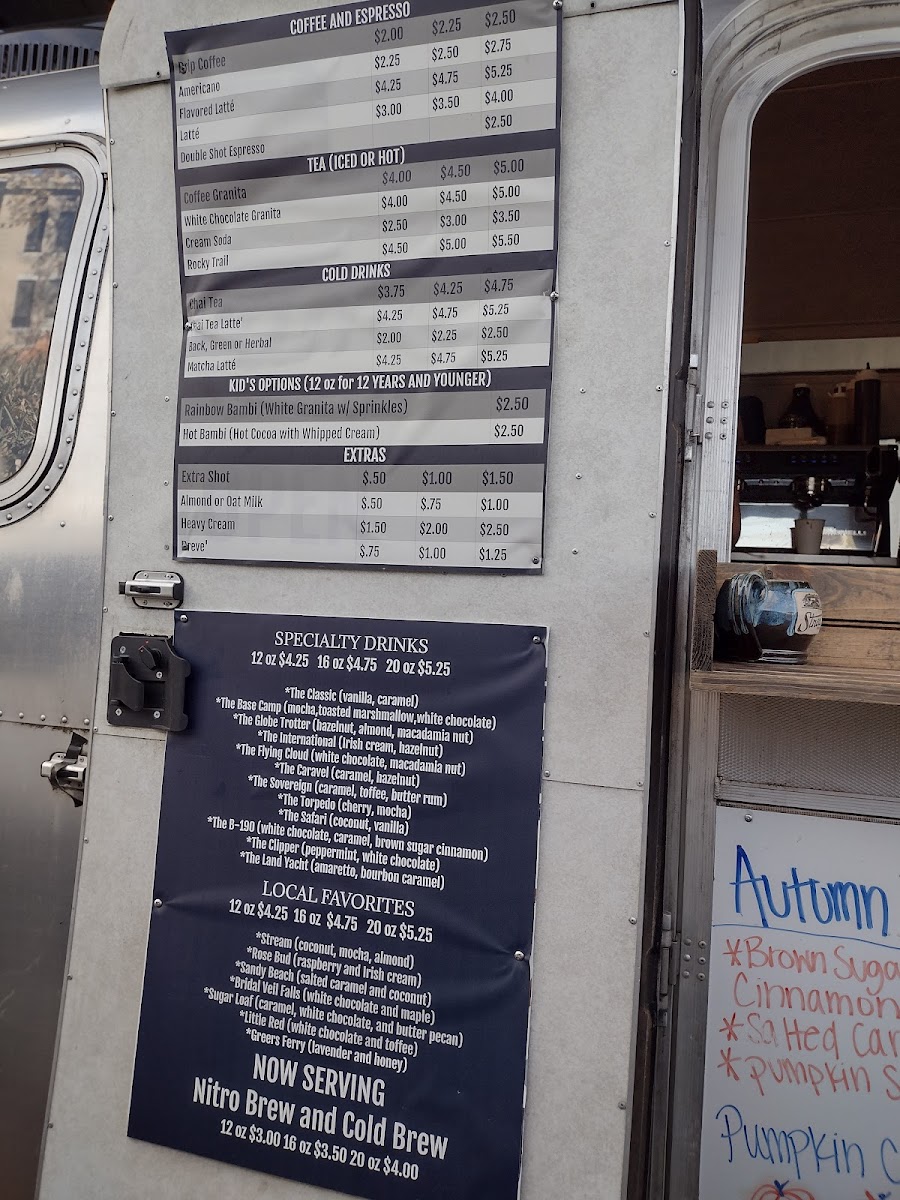 COFFEE AND ESPRESSO
Drip Coffee $2.00 $2.25 $2.50
Americano $2.25 $2.50 $2.75
Flavored Latté $4.25 $4.75 $5.25
Latté $3.00 $3.50 $4.00
Double Shot Espresso $2.50
TEA (ICED OR HOT)
Coffee Granita $4.00 $4.50 $5.00
White Chocolate Granita $4.00 $4.50 $5.00
Cream Soda $2.50 $3.00 $3.50
Rocky Trail $4.50 $5.00 $5.50
COLD DRINKS
Chai Tea $3.75 $4.25 $4.75
Chai Tea Latte' $4.25 $4.75 $5.25
Back, Green or Herbal $2.00 $2.25 $2.50
Matcha Latté $4.25 $4.75 $5.25
KID'S OPTIONS (12 oz for 12 YEARS AND YOUNGER)
Rainbow Bambi (White Granita w/ Sprinkles) $2.50
Hot Bambi (Hot Cocoa with Whipped Cream) $2.50
EXTRAS
Extra Shot $.50 $1.00 $1.50
Almond or Oat Milk $.50 $.75 $1.00
Heavy Cream $1.50 $2.00 $2.50
Breve' $.75 $1.00 $1.25
SPECIALTY DRINKS
12 oz $4.25 16 oz $4.75 20 oz $5.25
*The Classic (vanilla, caramel)
*The Base Camp (mocha,toasted marshmallow,white chocolate)
*The Globe Trotter (hazelnut, almond, macadamia nut)
*The International (Irish cream, hazelnut)
*The Flying Cloud (white chocolate, macadamia nut)
*The Caravel (caramel, hazelnut)
*The Sovereign (caramel, toffee, butter rum)
*The Torpedo (cherry, mocha)
*The Safari (coconut, vanilla)
*The B-190 (white chocolate, caramel, brown sugar cinnamon)
*The Clipper (peppermint, white chocolate)
*The Land Yacht (amaretto, bourbon caramel)
LOCAL FAVORITES
12 oz $4.25 16 oz $4.75 20 oz $5.25
*Stream (coconut, mocha, almond)
*Rose Bud (raspberry and Irish cream)
*Sandy Beach (salted caramel and coconut)
*Bridal Veil Falls (white chocolate and maple)
*Sugar Loaf (caramel, white chocolate, and butter pecan)
*Little Red (white chocolate and toffee)
*Greers Ferry (lavender and honey)
NOW SERVING
Nitro Brew and Cold Brew
12 oz $3.00 16 oz $3.50 20 oz $4.00
Autumn
*Brown Suga
Cinnamon
*Salted Car
*pumpkin S
Pumpkin C